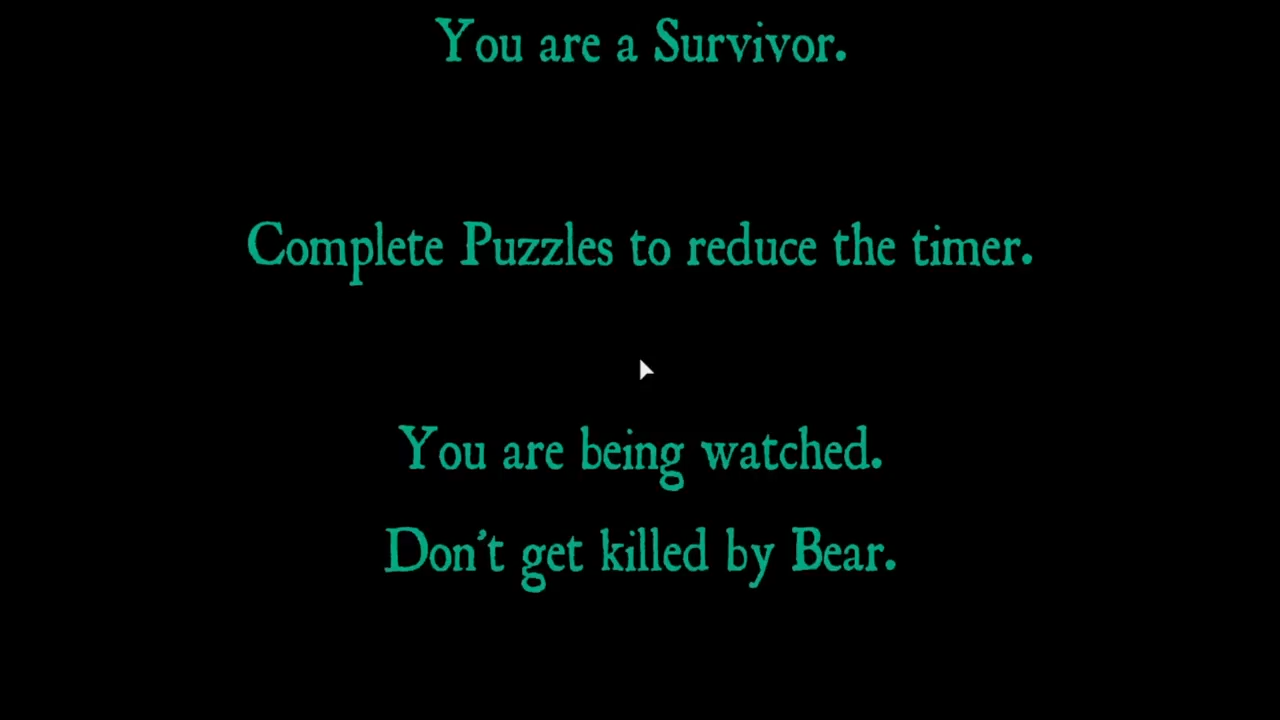 You are a Survivor.
Complete Puzzles to reduce the timer.
You are being watched.
Don't get killed by Bear.